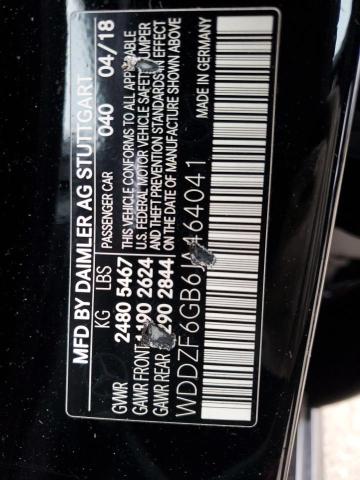 MFD BY DAIMLER AG STUTTGART
PASSENGER CAR 040 04/18
KG LBS
GVWR 2480 5467
GAWR FRONT 1190 2624
GAWR REAR 2844
THIS VEHICLE CONFORMS TO ALL APPLICABLE
U.S. FEDERAL MOTOR VEHICLE SAFETY BUMPER
AND THEFT PREVENTION STANDARDS IN EFFECT
ON THE DATE OF MANUFACTURE SHOWN ABOVE
MADE IN GERMANY